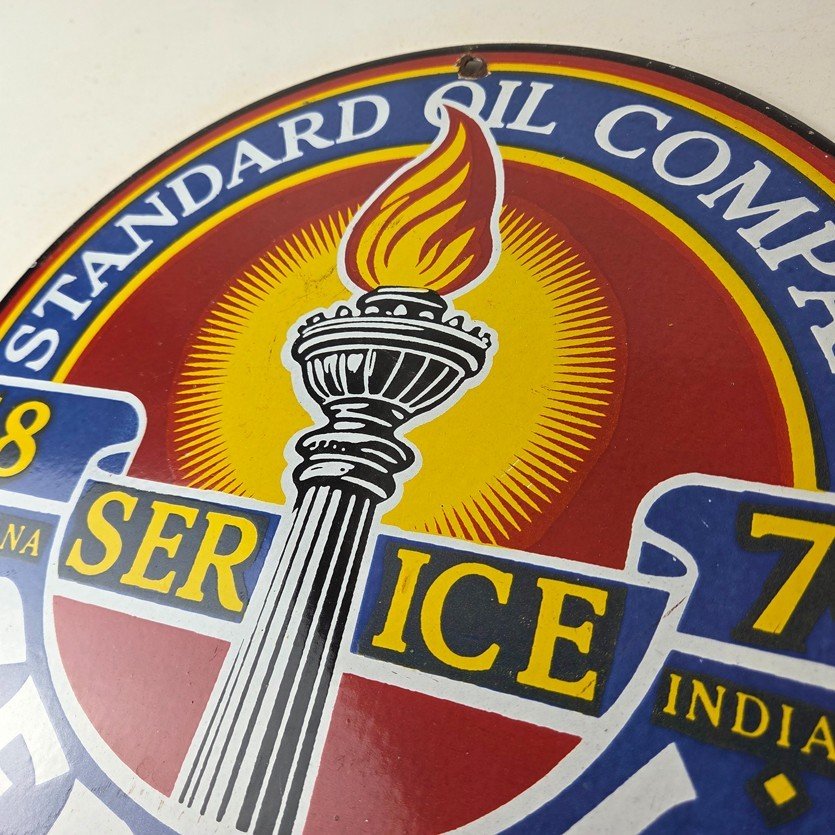 STANDARD OIL COMPA
8
SER ICE
7
NA
INDIA